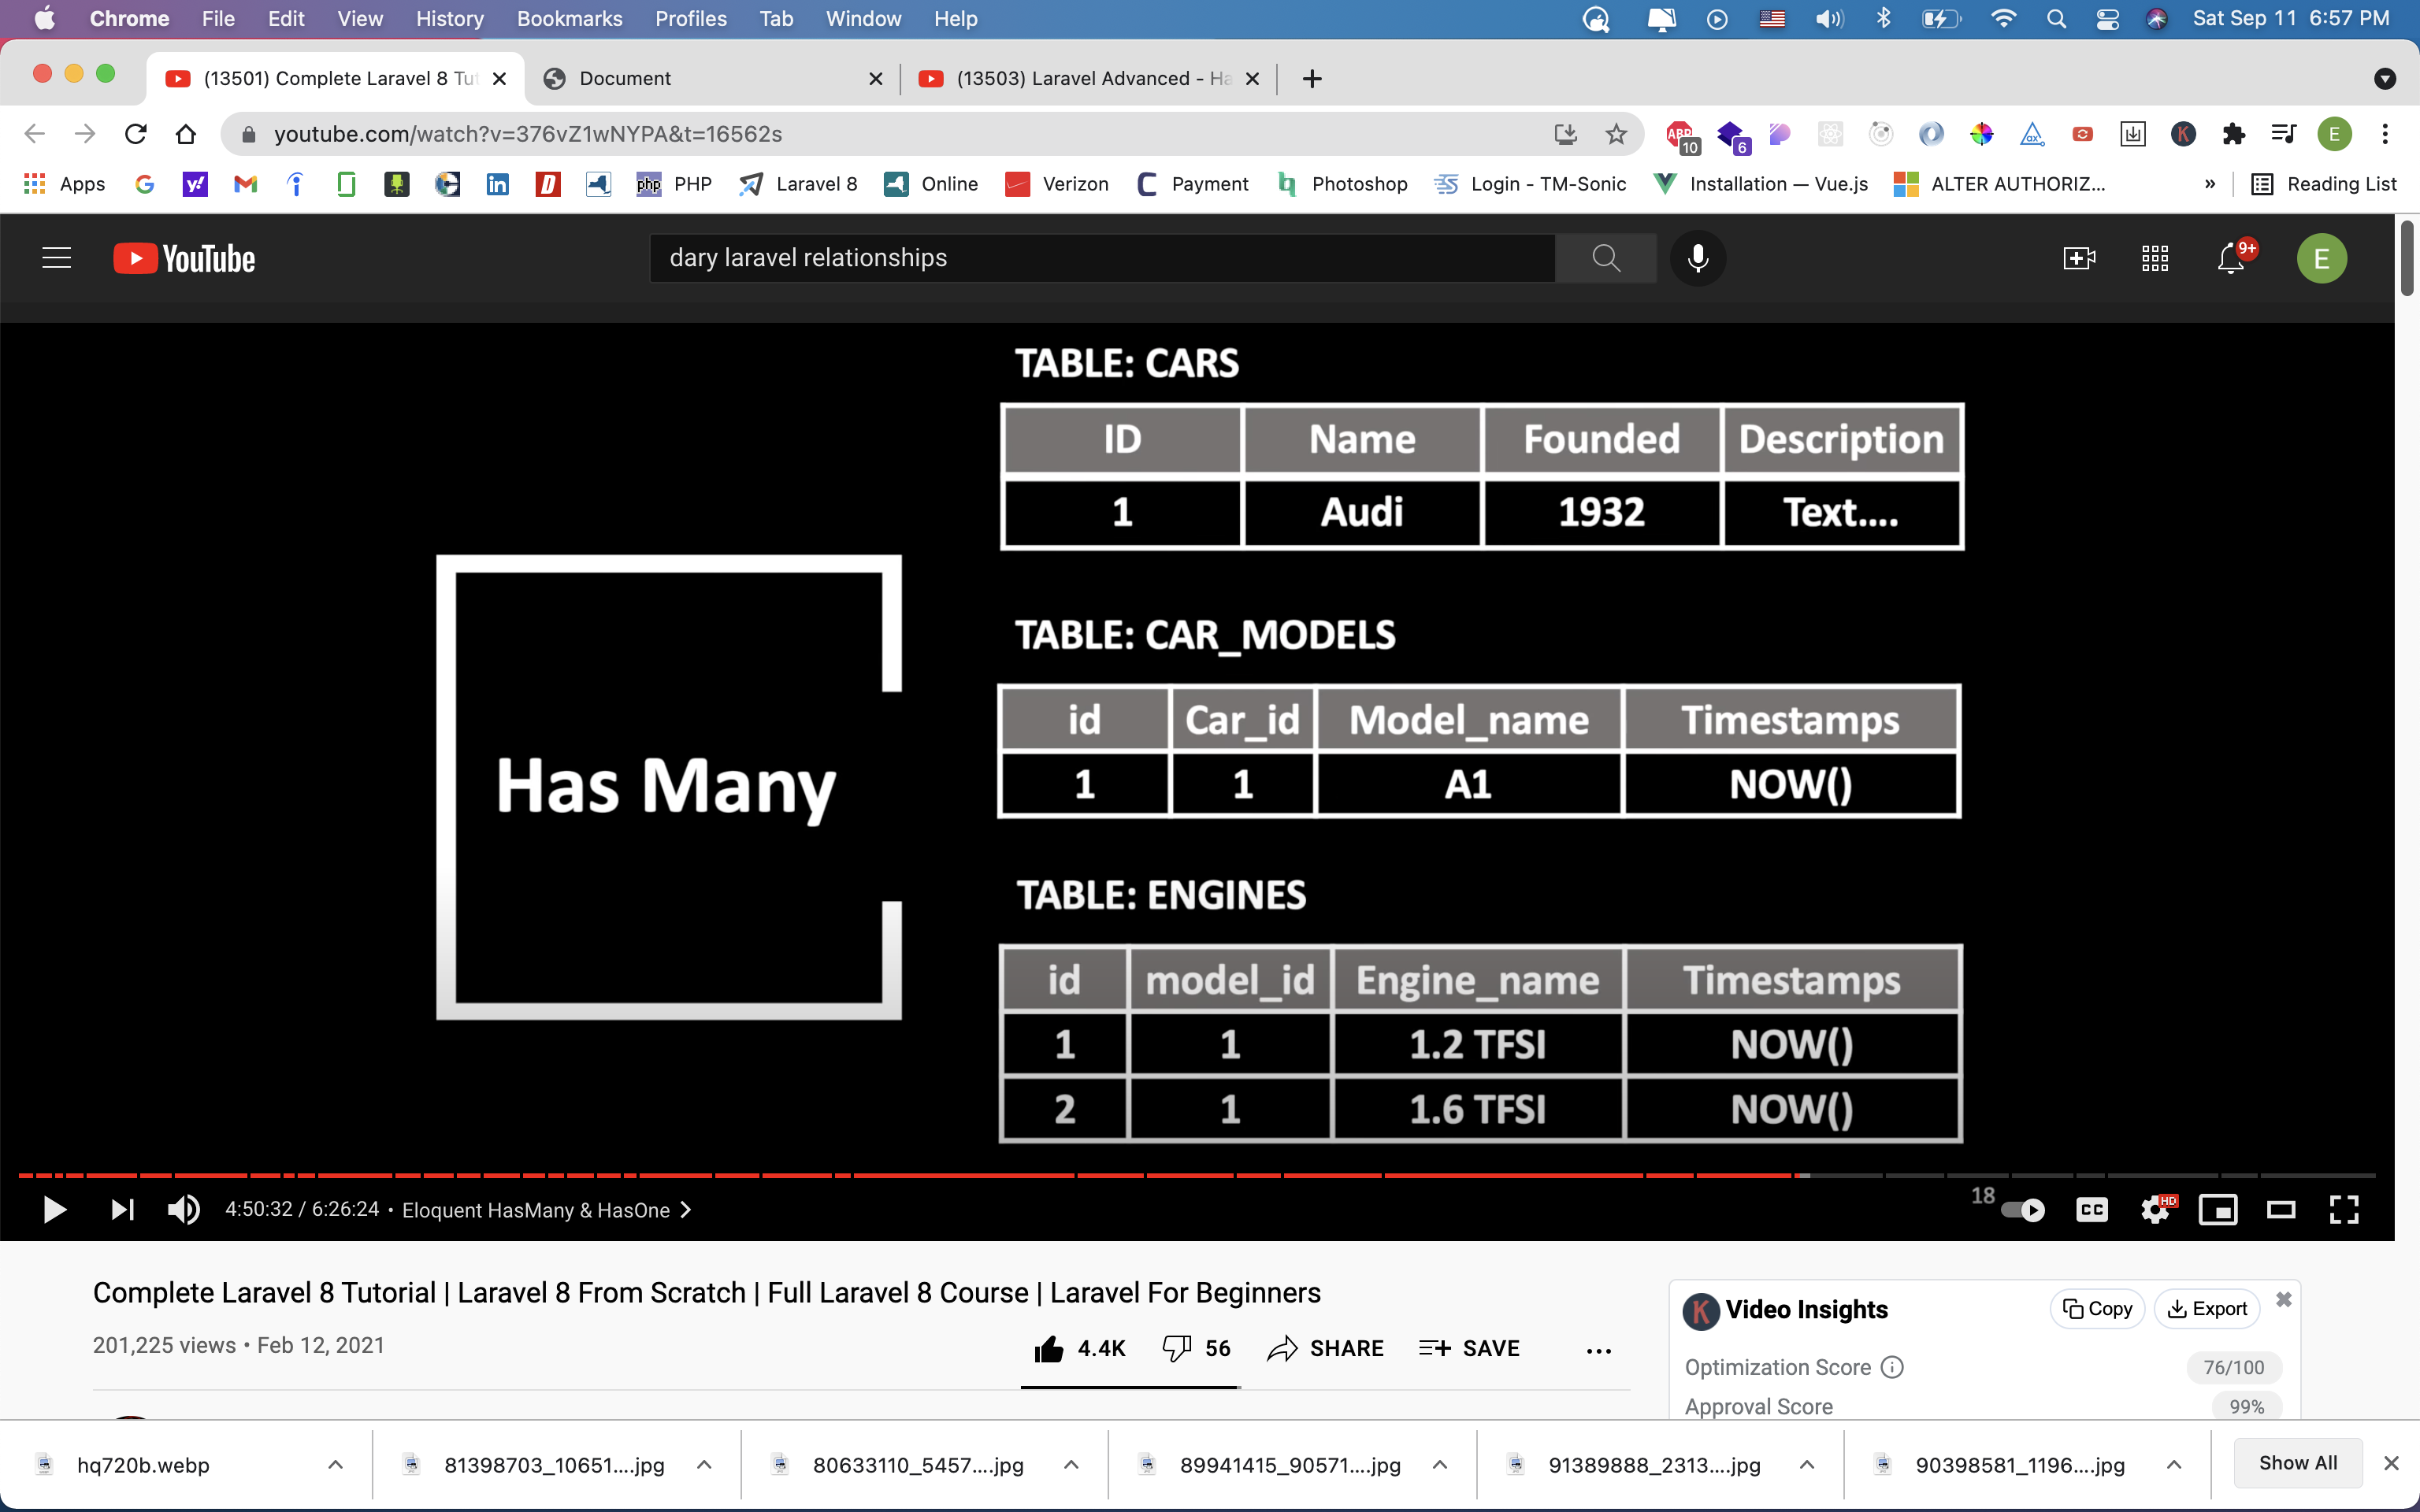 Chrome File Edit View History Bookmarks Profiles Tab Window Help Sat Sep 11 6:57 PM
(13501) Complete Laravel 8 Tut Document (13503) Laravel Advanced - Ha
youtube.com/watch?v=376vZ1wNYPA&t=16562s ABP 10 6 ax K E
Apps php PHP Laravel 8 Online Verizon Payment Photoshop Login - TM-Sonic Installation — Vue.js ALTER AUTHORIZ... » Reading List
YouTube dary laravel relationships 9+ E
TABLE: CARS
ID Name Founded Description
1 Audi 1932 Text....
TABLE: CAR_MODELS
id Car_id Model_name Timestamps
1 1 A1 NOW()
Has Many
TABLE: ENGINES
id model_id Engine_name Timestamps
1 1 1.2 TFSI NOW()
2 1 1.6 TFSI NOW()
4:50:32 / 6:26:24 • Eloquent HasMany & HasOne 18 CC HD
Complete Laravel 8 Tutorial | Laravel 8 From Scratch | Full Laravel 8 Course | Laravel For Beginners
201,225 views • Feb 12, 2021 4.4K 56 SHARE SAVE
K Video Insights Copy Export
Optimization Score 76/100
Approval Score 99%
hq720b.webp 81398703_10651....jpg 80633110_5457....jpg 89941415_90571....jpg 91389888_2313....jpg 90398581_1196....jpg Show All